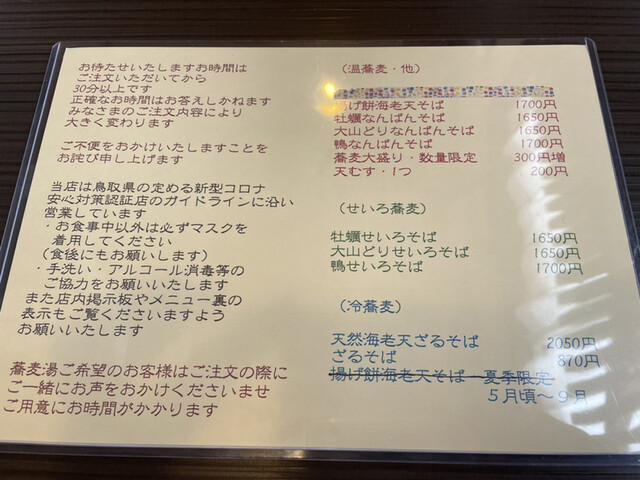 お待たせいたしますお時間は
ご注文いただいてから
30分以上です
正確なお時間はお答えしかねます
みなさまのご注文内容により
大きく変わります
ご不便をおかけいたしますことを
お詫び申し上げます
当店は鳥取県の定める新型コロナ
安心対策認証店のガイドラインに沿い
営業しています
・お食事中以外は必ずマスクを
着用してください
(食後にもお願いします)
・手洗い・アルコール消毒等の
ご協力をお願いいたします
また店内掲示板やメニュー裏の
表示もご覧くださいますよう
お願いいたします
蕎麦湯ご希望のお客様はご注文の際に
ご一緒にお声をおかけくださいませ
ご用意にお時間がかかります
(温蕎麦・他)
揚げ餅海老天そば 1700円
牡蠣なんばんそば 1650円
大山どりなんばんそば 1650円
鴨なんばんそば 1700円
蕎麦大盛り・数量限定 300円増
天むす・1つ 200円
(せいろ蕎麦)
牡蠣せいろそば 1650円
大山どりせいろそば 1650円
鴨せいろそば 1700円
(冷蕎麦)
天然海老天ざるそば 2050円
ざるそば 870円
揚げ餅海老天そば 夏季限定
5月頃〜9月